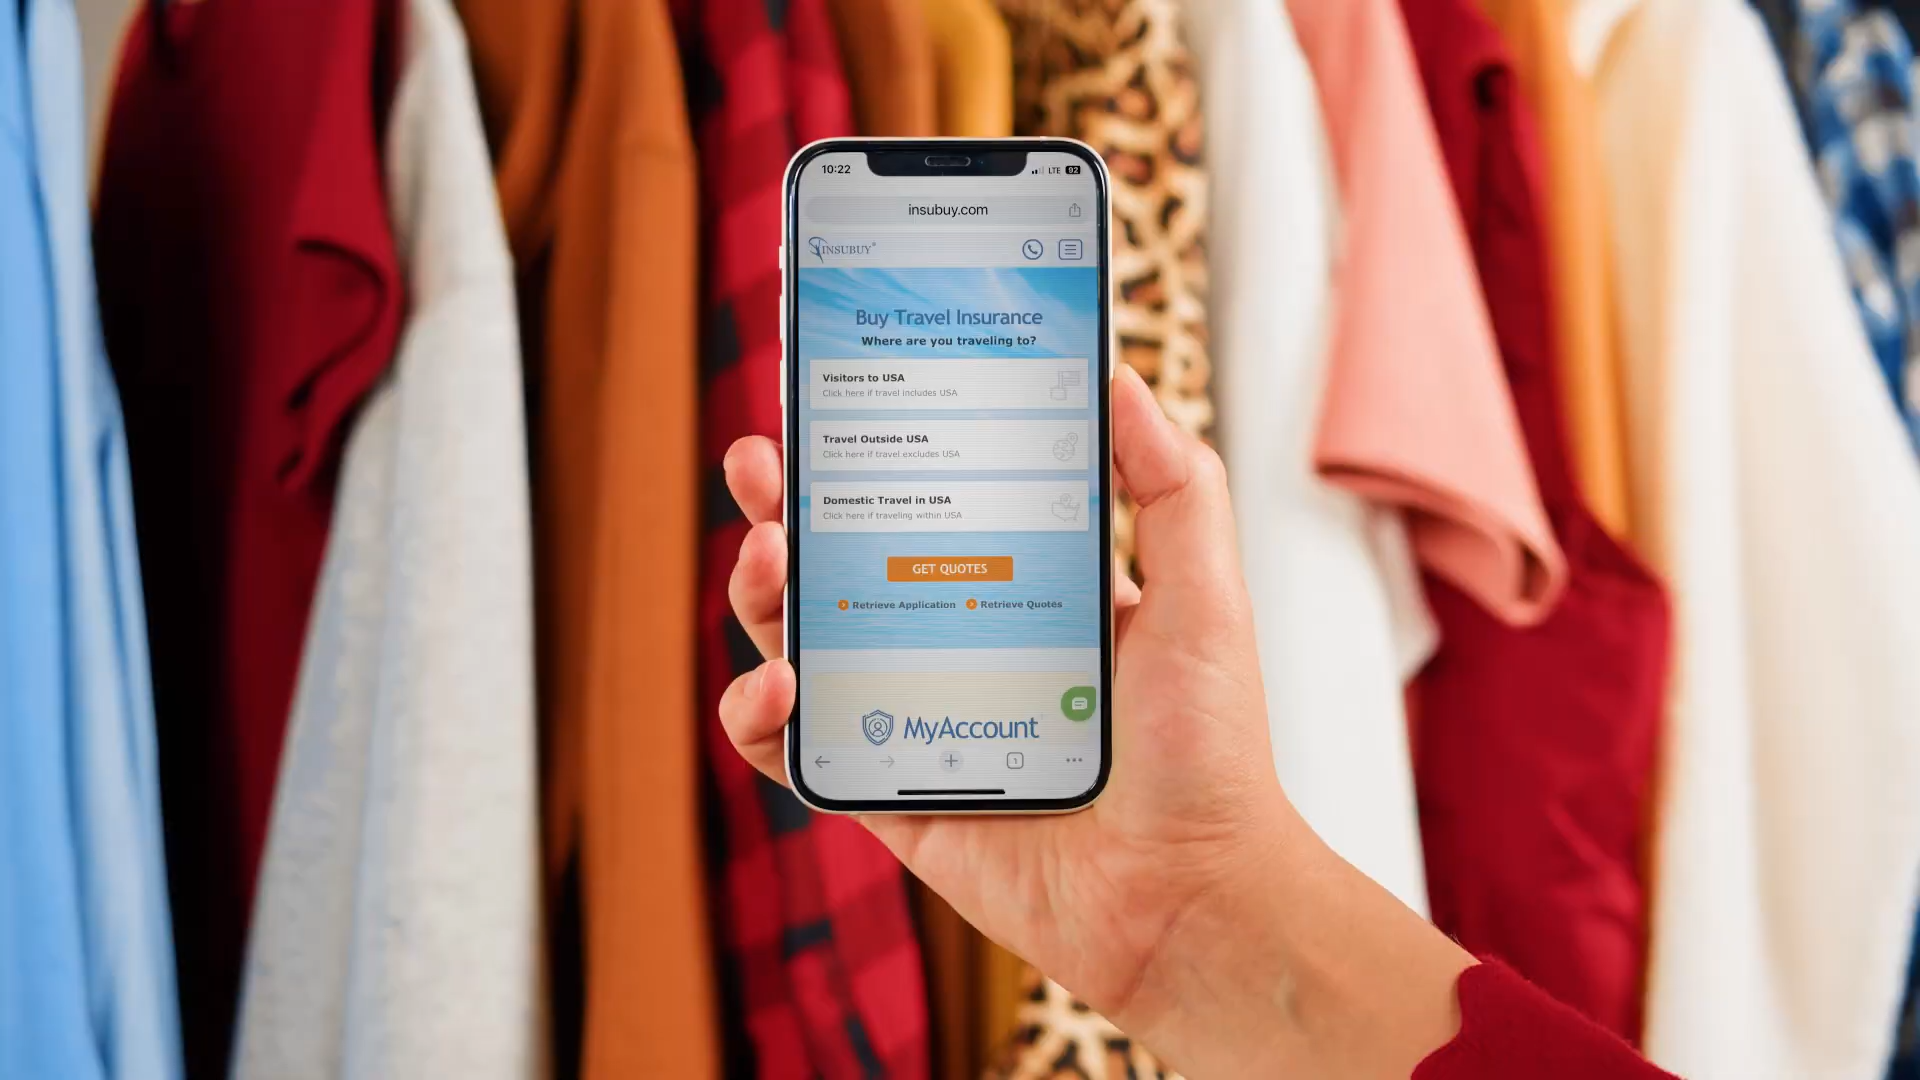 10:22
LTE 92
insubuy.com
INSUBUY®
Buy Travel Insurance
Where are you traveling to?
Visitors to USA
Click here if travel includes USA
Travel Outside USA
Click here if travel excludes USA
Domestic Travel in USA
Click here if traveling within USA
GET QUOTES
Retrieve Application Retrieve Quotes
MyAccount
1